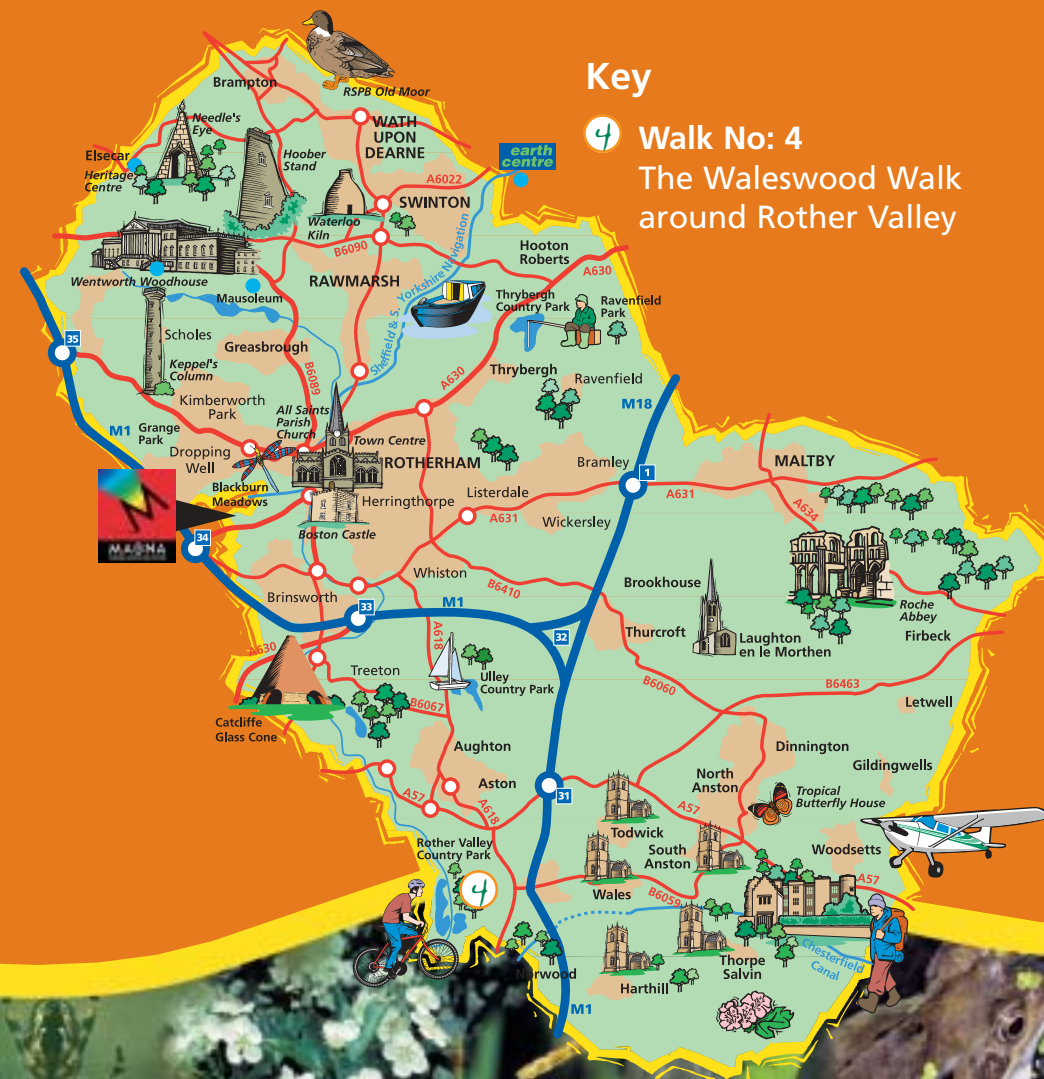 Key
4 Walk No: 4
The Waleswood Walk
around Rother Valley
Brampton
RSPB Old Moor
Needle's
Eye
WATH
UPON
DEARNE
earth
centre
Elsecar
Heritage
Centre
Hoober
Stand
A6022
SWINTON
Waterloo
Kiln
B6090
Hooton
Roberts
A630
Wentworth Woodhouse
Mausoleum
RAWMARSH
Sheffield & S. Yorkshire Navigation
Thrybergh
Country Park
Ravenfield
Park
35
Scholes
Greasbrough
Keppel's
Column
B6089
A630
Thrybergh
Ravenfield
Kimberworth
Park
M18
M1
Grange
Park
All Saints
Parish
Church
Town Centre
Dropping
Well
ROTHERHAM
Bramley
1
MALTBY
Blackburn
Meadows
Herringthorpe
Listerdale
A631
A631
Wickersley
A634
MAGNA
Boston Castle
34
Whiston
B6410
Brookhouse
Roche
Abbey
Brinsworth
33
M1
32
Thurcroft
Laughton
en le Morthen
Firbeck
A630
A618
Treeton
Ulley
Country Park
B6060
B6463
Letwell
B6067
Catcliffe
Glass Cone
Aughton
Dinnington
Gildingwells
Aston
31
North
Anston
A57
A618
A57
Tropical
Butterfly House
Todwick
Rother Valley
Country Park
South
Anston
Woodsetts
4
Wales
B6059
A57
Norwood
Harthill
Thorpe
Salvin
Chesterfield
Canal
M1